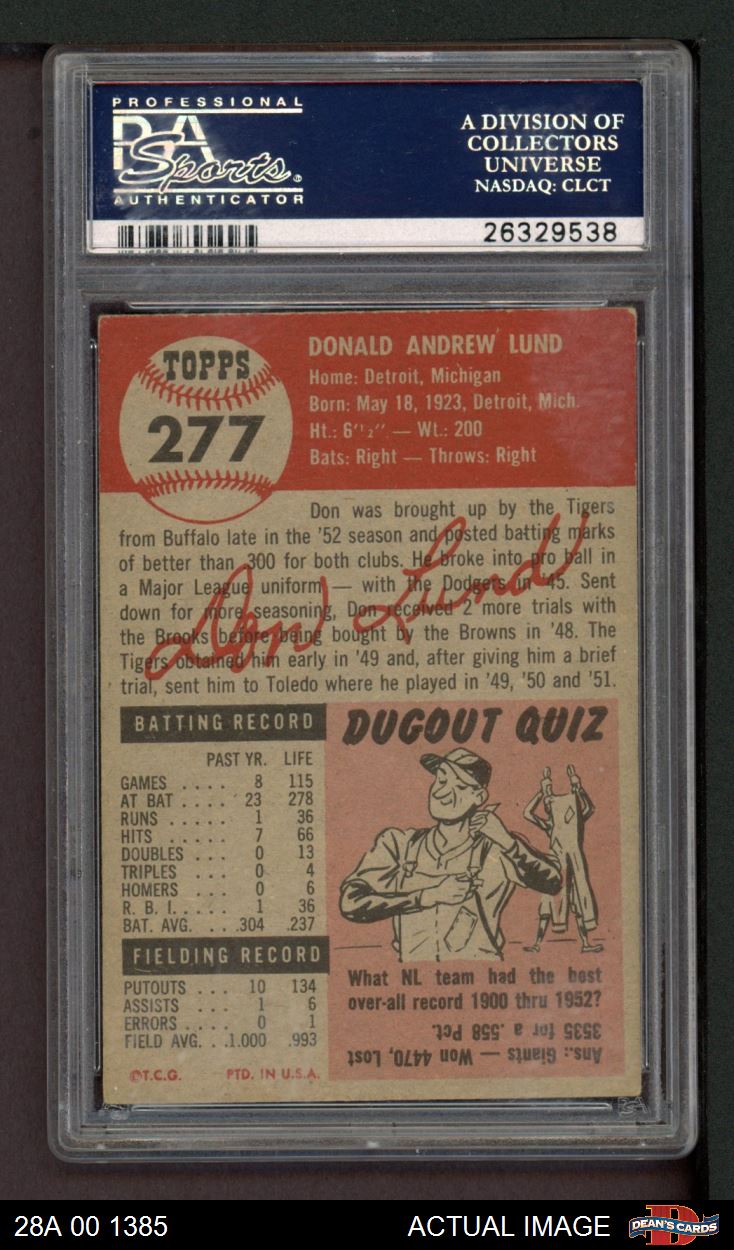 PROFESSIONAL
PSA
Sports
AUTHENTICATOR
A DIVISION OF
COLLECTORS
UNIVERSE
NASDAQ: CLCT
26329538
TOPPS
277
DONALD ANDREW LUND
Home: Detroit, Michigan
Born: May 18, 1923, Detroit, Mich.
Ht.: 6'½" — Wt.: 200
Bats: Right — Throws: Right
Don was brought up by the Tigers
from Buffalo late in the '52 season and posted batting marks
of better than .300 for both clubs. He broke into pro ball in
a Major League uniform — with the Dodgers in '45. Sent
down for more seasoning, Don received 2 more trials with
the Brooks before being bought by the Browns in '48. The
Tigers obtained him early in '49 and, after giving him a brief
trial, sent him to Toledo where he played in '49, '50 and '51.
Don Lund
BATTING RECORD
PAST YR. LIFE
GAMES .... 8 115
AT BAT .... 23 278
RUNS ..... 1 36
HITS ..... 7 66
DOUBLES ... 0 13
TRIPLES ... 0 4
HOMERS ... 0 6
R. B. I. .... 1 36
BAT. AVG. .. .304 .237
FIELDING RECORD
PUTOUTS ... 10 134
ASSISTS ... 1 6
ERRORS ... 0 1
FIELD AVG. ..1.000 .993
©T.C.G. PTD. IN U.S.A.
DUGOUT QUIZ
What NL team had the best
over-all record 1900 thru 1952?
Ans.: Giants — Won 4470, Lost
3535 for a .558 Pct.
28A 00 1385
ACTUAL IMAGE
D
DEAN'S CARDS